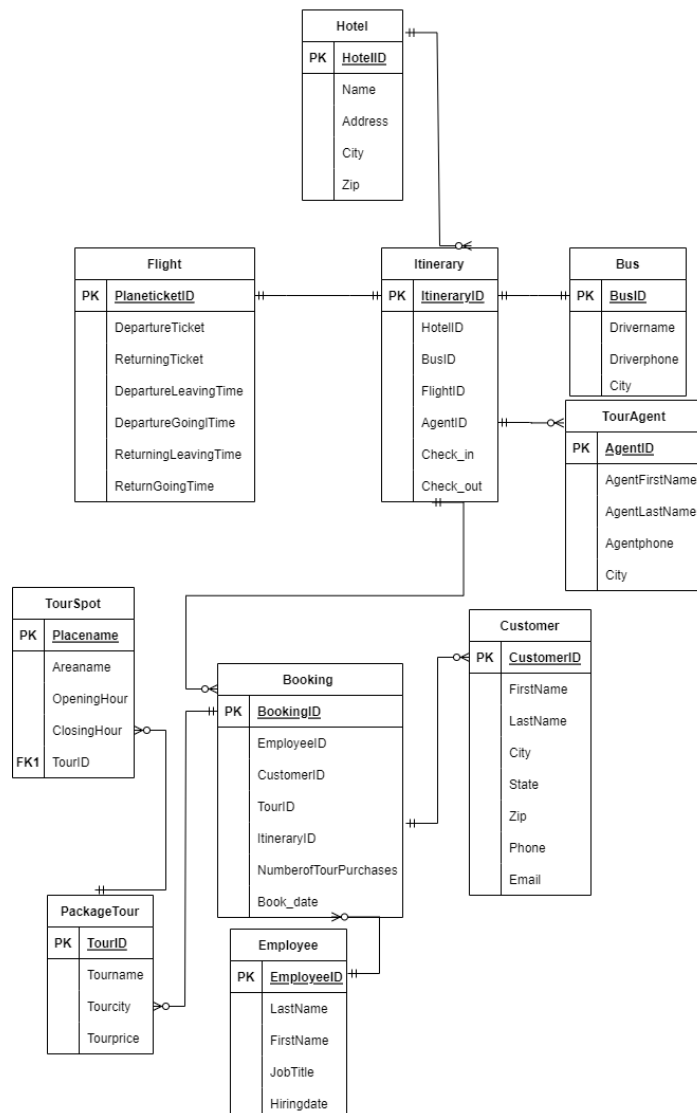 Hotel
PK HotelID
Name
Address
City
Zip
Flight
PK PlaneticketID
DepartureTicket
ReturningTicket
DepartureLeavingTime
DepartureGoinglTime
ReturningLeavingTime
ReturnGoingTime
Itinerary
PK ItineraryID
HotelID
BusID
FlightID
AgentID
Check_in
Check_out
Bus
PK BusID
Drivername
Driverphone
City
TourAgent
PK AgentID
AgentFirstName
AgentLastName
Agentphone
City
TourSpot
PK Placename
Areaname
OpeningHour
ClosingHour
FK1 TourID
Booking
PK BookingID
EmployeeID
CustomerID
TourID
ItineraryID
NumberofTourPurchases
Book_date
Customer
PK CustomerID
FirstName
LastName
City
State
Zip
Phone
Email
PackageTour
PK TourID
Tourname
Tourcity
Tourprice
Employee
PK EmployeeID
LastName
FirstName
JobTitle
Hiringdate